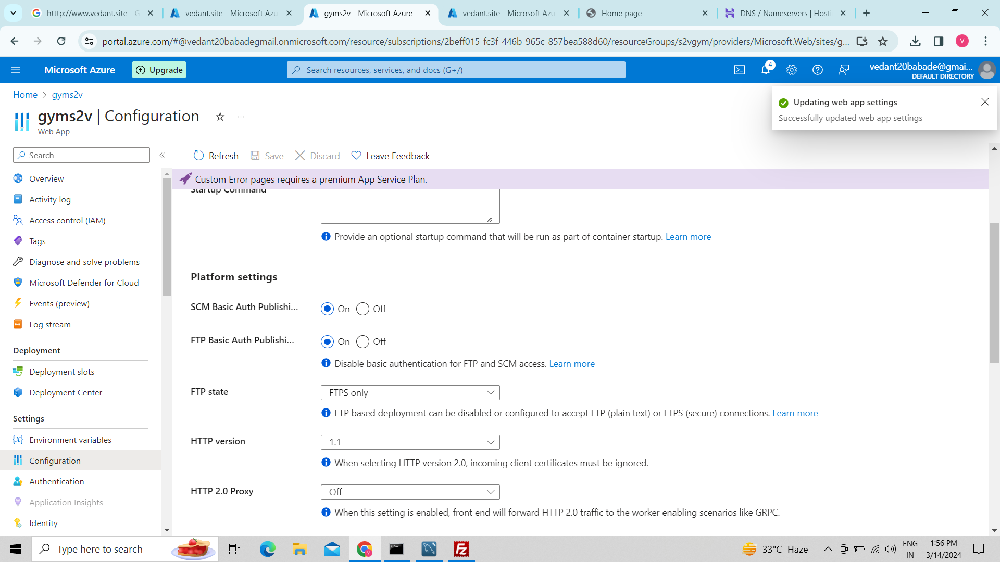 htttp://www.vedant.site - G
vedant.site - Microsoft Azu
gyms2v - Microsoft Azure
vedant.site - Microsoft Azu
Home page
DNS / Nameservers | Hosti
portal.azure.com/#@vedant20babadegmail.onmicrosoft.com/resource/subscriptions/2beff015-fc3f-446b-965c-857bea588d60/resourceGroups/s2vgym/providers/Microsoft.Web/sites/g...
V
Microsoft Azure
Upgrade
Search resources, services, and docs (G+/)
4
vedant20babade@gmai...
DEFAULT DIRECTORY
Home > gyms2v
Updating web app settings
Successfully updated web app settings
gyms2v | Configuration
Web App
Search
Refresh
Save
Discard
Leave Feedback
Custom Error pages requires a premium App Service Plan.
Overview
Activity log
Access control (IAM)
Tags
Diagnose and solve problems
Microsoft Defender for Cloud
Events (preview)
Log stream
Deployment
Deployment slots
Deployment Center
Settings
Environment variables
Configuration
Authentication
Application Insights
Identity
Startup Command
Provide an optional startup command that will be run as part of container startup. Learn more
Platform settings
SCM Basic Auth Publishi...
On
Off
FTP Basic Auth Publishi...
On
Off
Disable basic authentication for FTP and SCM access. Learn more
FTP state
FTPS only
FTP based deployment can be disabled or configured to accept FTP (plain text) or FTPS (secure) connections. Learn more
HTTP version
1.1
When selecting HTTP version 2.0, incoming client certificates must be ignored.
HTTP 2.0 Proxy
Off
When this setting is enabled, front end will forward HTTP 2.0 traffic to the worker enabling scenarios like GRPC.
Type here to search
33°C Haze
ENG
IN
1:56 PM
3/14/2024